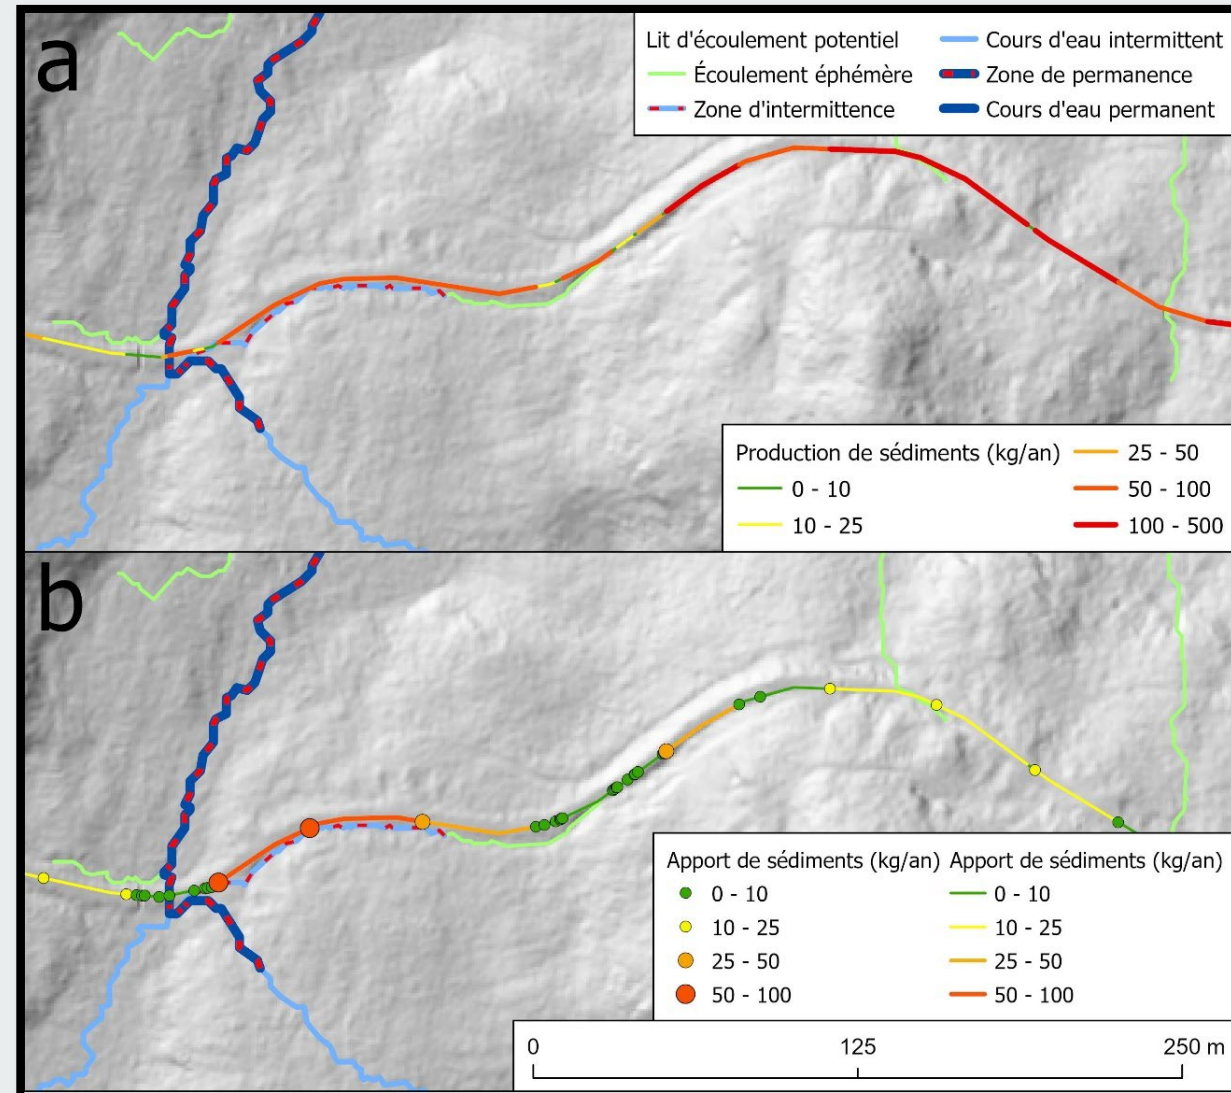 a
Lit d'écoulement potentiel
Écoulement éphémère
Zone d'intermittence
Cours d'eau intermittent
Zone de permanence
Cours d'eau permanent
Production de sédiments (kg/an)
0 - 10
10 - 25
25 - 50
50 - 100
100 - 500
b
Apport de sédiments (kg/an)
0 - 10
10 - 25
25 - 50
50 - 100
Apport de sédiments (kg/an)
0 - 10
10 - 25
25 - 50
50 - 100
0 125 250 m